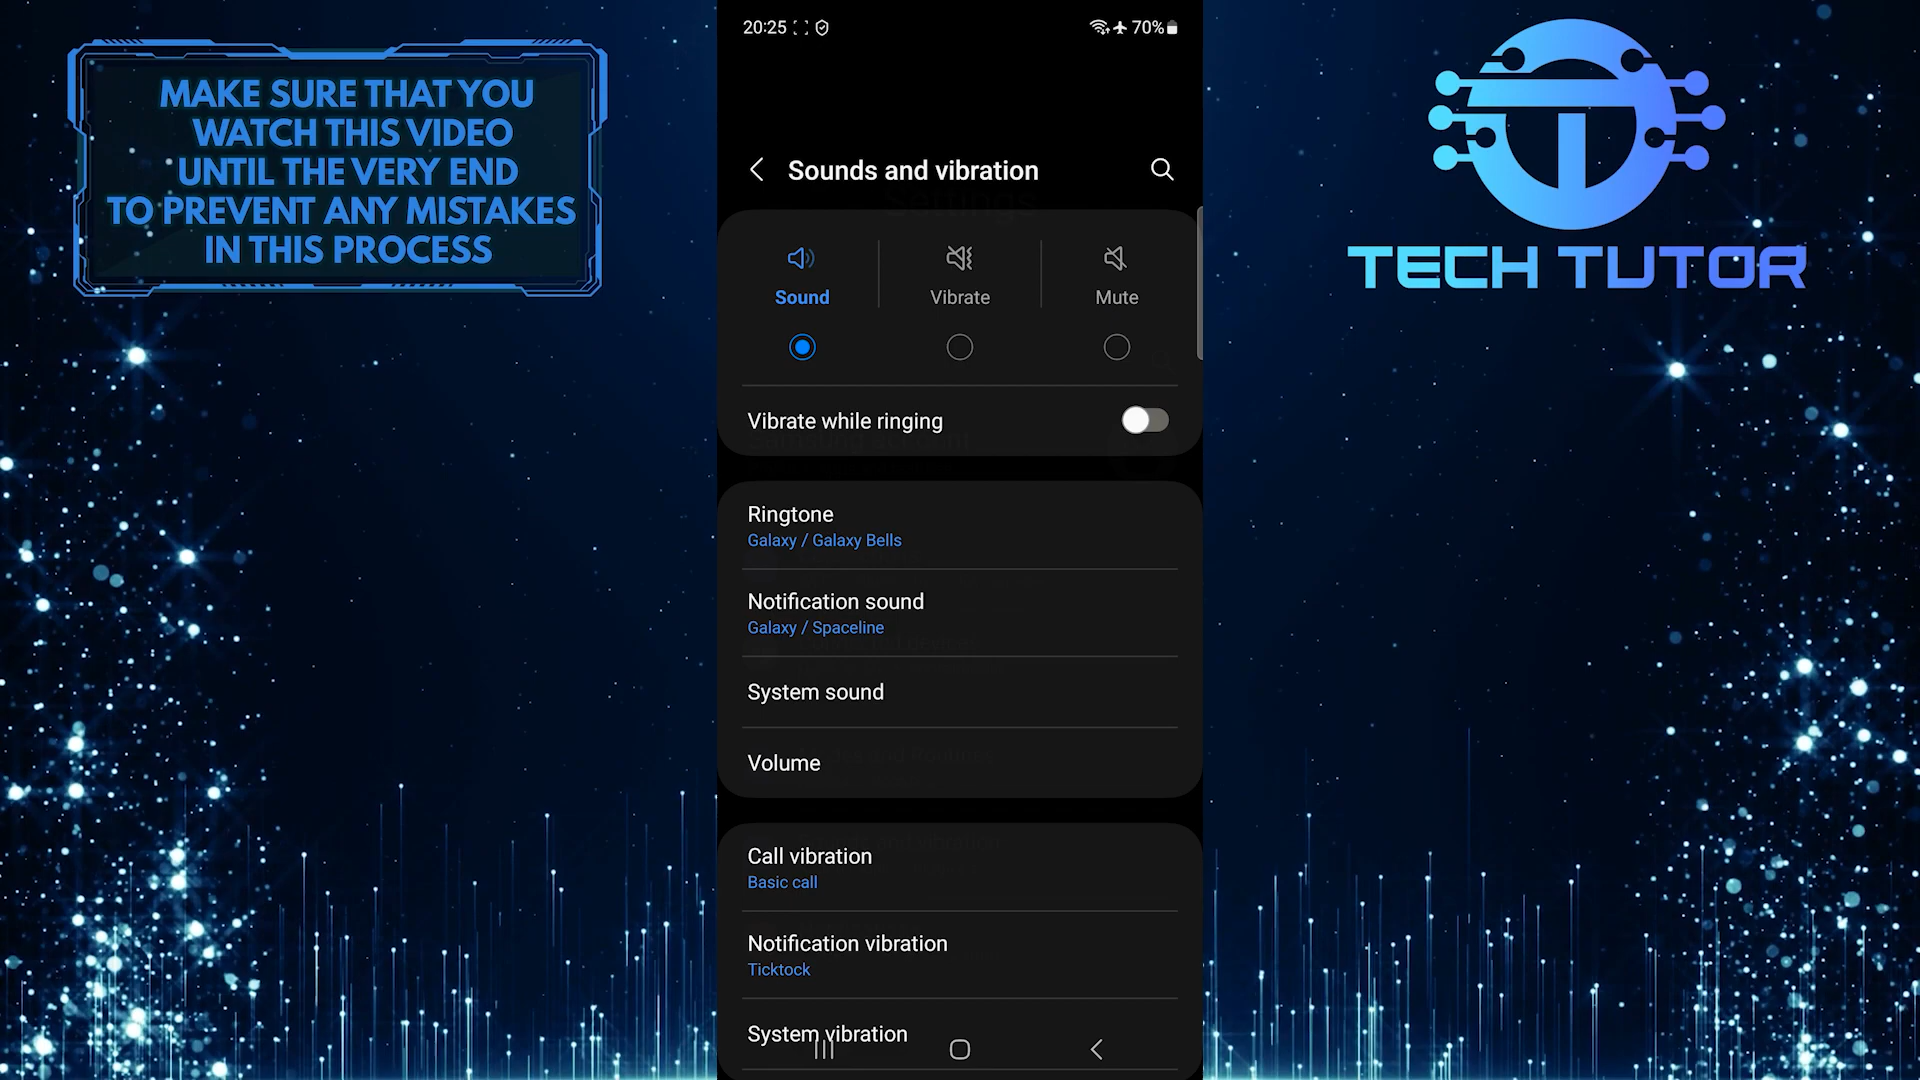 MAKE SURE THAT YOU
WATCH THIS VIDEO
UNTIL THE VERY END
TO PREVENT ANY MISTAKES
IN THIS PROCESS
20:25
70%
Sounds and vibration
Settings
Sound
Vibrate
Mute
Vibrate while ringing
Ringtone
Galaxy / Galaxy Bells
Notification sound
Galaxy / Spaceline
System sound
Volume
Call vibration
Basic call
Notification vibration
Ticktock
System vibration
TECH TUTOR